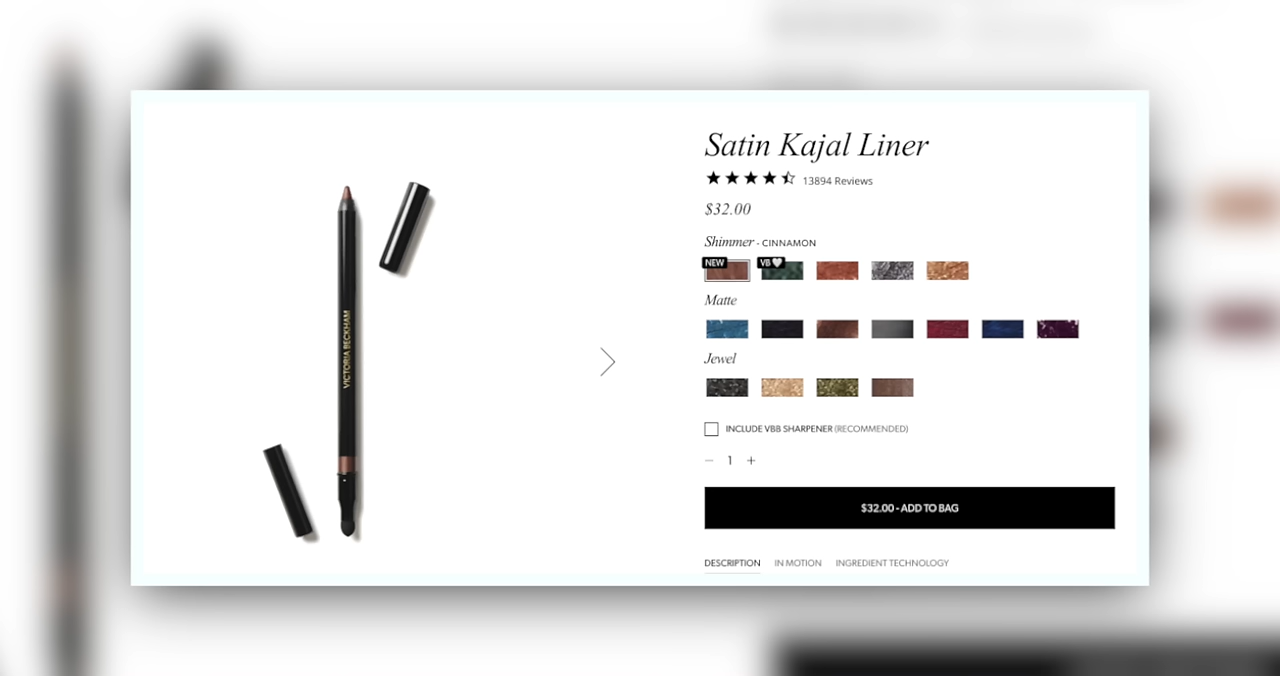 VICTORIA BECKHAM
Satin Kajal Liner
13894 Reviews
$32.00
Shimmer - CINNAMON
NEW
VB
Matte
Jewel
INCLUDE VBB SHARPENER (RECOMMENDED)
− 1 +
$32.00 - ADD TO BAG
DESCRIPTION IN MOTION INGREDIENT TECHNOLOGY